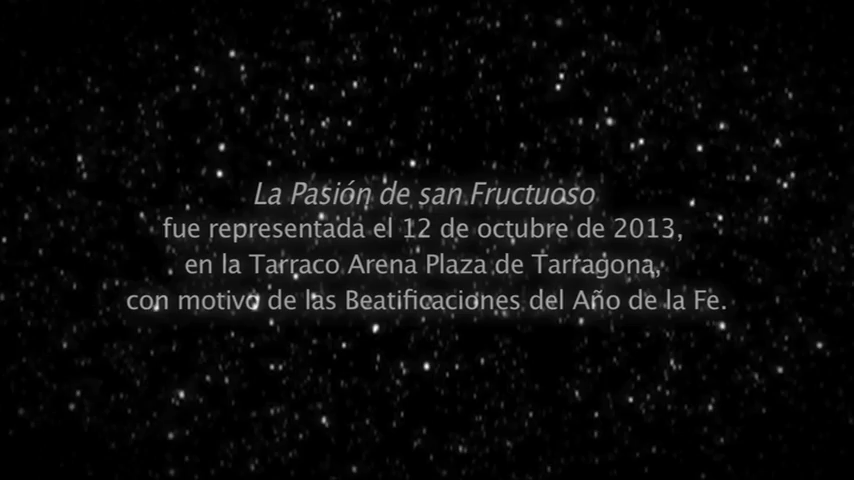 La Pasión de san Fructuoso
fue representada el 12 de octubre de 2013,
en la Tarraco Arena Plaza de Tarragona,
con motivo de las Beatificaciones del Año de la Fe.